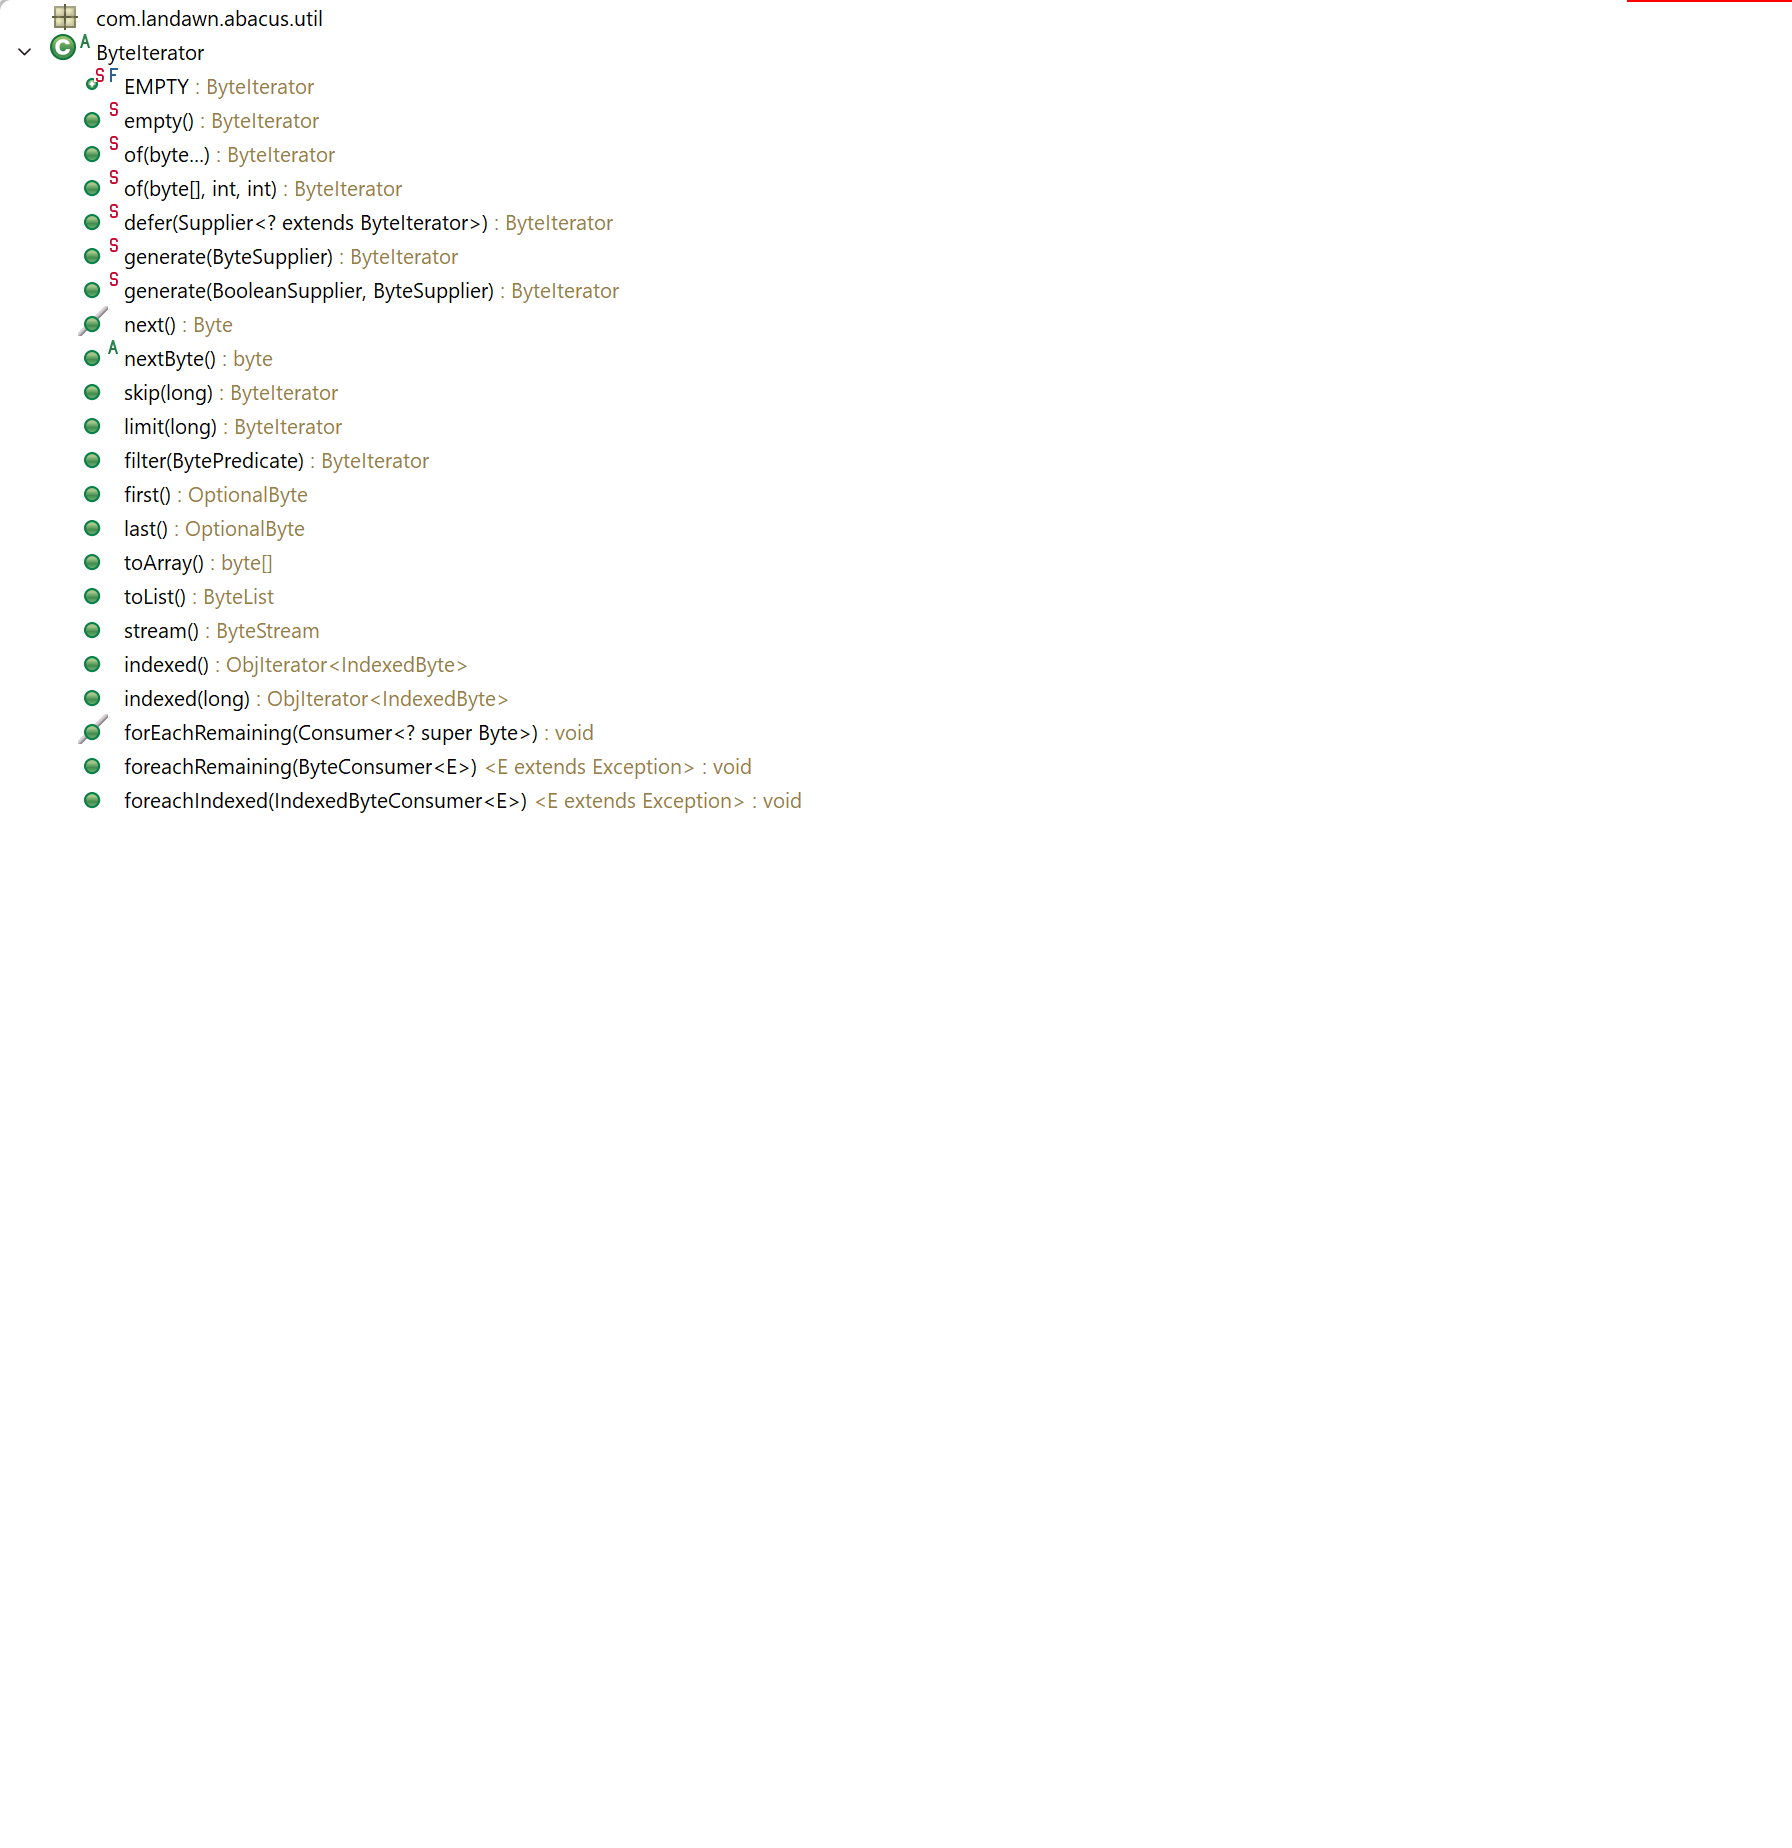 com.landawn.abacus.util
C A ByteIterator
S F EMPTY : ByteIterator
S empty() : ByteIterator
S of(byte...) : ByteIterator
S of(byte[], int, int) : ByteIterator
S defer(Supplier<? extends ByteIterator>) : ByteIterator
S generate(ByteSupplier) : ByteIterator
S generate(BooleanSupplier, ByteSupplier) : ByteIterator
next() : Byte
A nextByte() : byte
skip(long) : ByteIterator
limit(long) : ByteIterator
filter(BytePredicate) : ByteIterator
first() : OptionalByte
last() : OptionalByte
toArray() : byte[]
toList() : ByteList
stream() : ByteStream
indexed() : ObjIterator<IndexedByte>
indexed(long) : ObjIterator<IndexedByte>
forEachRemaining(Consumer<? super Byte>) : void
foreachRemaining(ByteConsumer<E>) <E extends Exception> : void
foreachIndexed(IndexedByteConsumer<E>) <E extends Exception> : void